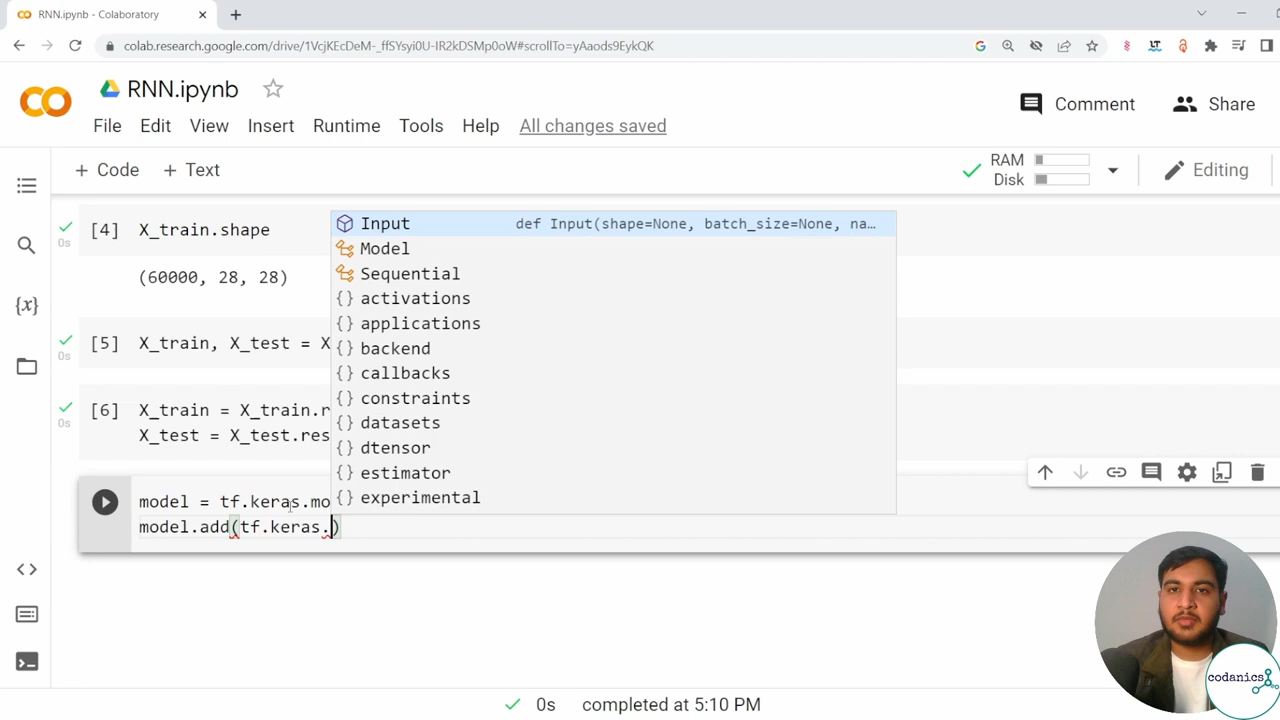 RNN.ipynb - Colaboratory
colab.research.google.com/drive/1VcjKEcDeM-_ffSYsyi0U-IR2kDSMp0oW#scrollTo=yAaods9EykQK
RNN.ipynb
Comment
Share
File Edit View Insert Runtime Tools Help All changes saved
+ Code + Text
RAM
Disk
Editing
[4] X_train.shape
0s
(60000, 28, 28)
[5] X_train, X_test = X
0s
[6] X_train = X_train.r
0s
X_test = X_test.res
Input def Input(shape=None, batch_size=None, na…
Model
Sequential
activations
applications
backend
callbacks
constraints
datasets
dtensor
estimator
experimental
model = tf.keras.mo
model.add(tf.keras.)
{x}
codanics
0s completed at 5:10 PM